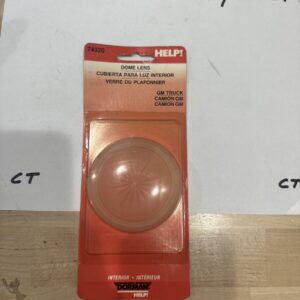 74320 HELP!
DOME LENS
CUBIERTA PARA LUZ INTERIOR
VERRE DU PLAFONNIER
GM TRUCK
CAMIÓN GM
CAMION GM
CT
CT
INTERIOR · INTÉRIEUR
DORMAN
HELP!